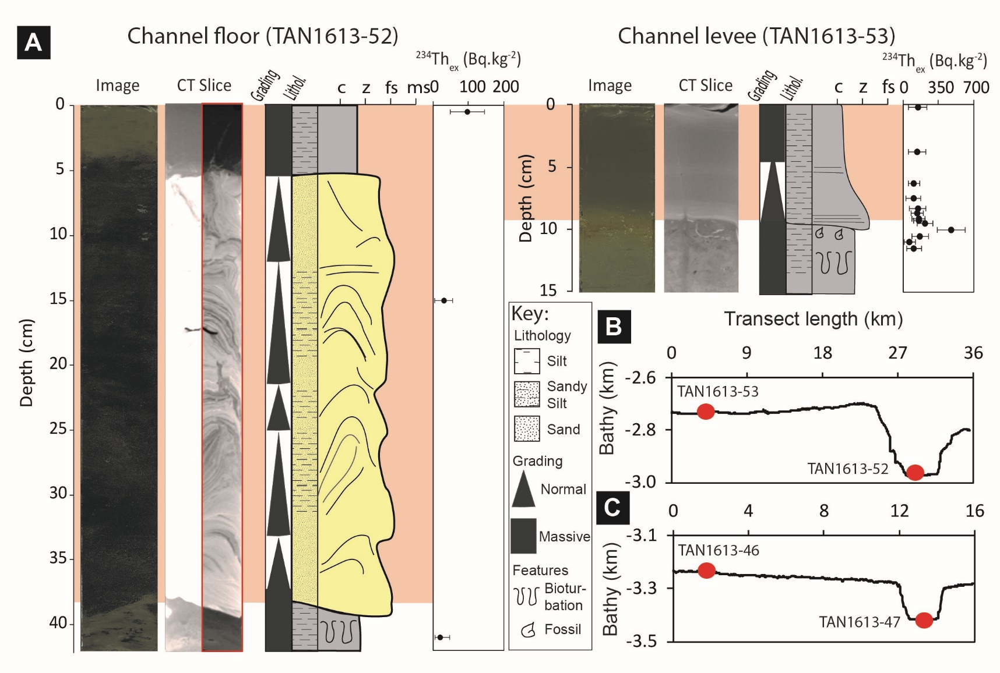 A
Channel floor (TAN1613-52)
Channel levee (TAN1613-53)
234Thex (Bq.kg-2)
Image
CT Slice
Grading
Lithol.
c z fs ms 0 100 200
Depth (cm)
0
5
10
15
20
25
30
35
40
234Thex (Bq.kg-2)
Image
CT Slice
Grading
Lithol.
c z fs 0 350 700
Depth (cm)
0
5
10
15
Key:
Lithology
Silt
Sandy
Silt
Sand
Grading
Normal
Massive
Features
Biotur-
bation
Fossil
B
Transect length (km)
0 9 18 27 36
Bathy (km)
-2.6
-2.8
-3.0
TAN1613-53
TAN1613-52
C
0 4 8 12 16
Bathy (km)
-3.1
-3.3
-3.5
TAN1613-46
TAN1613-47